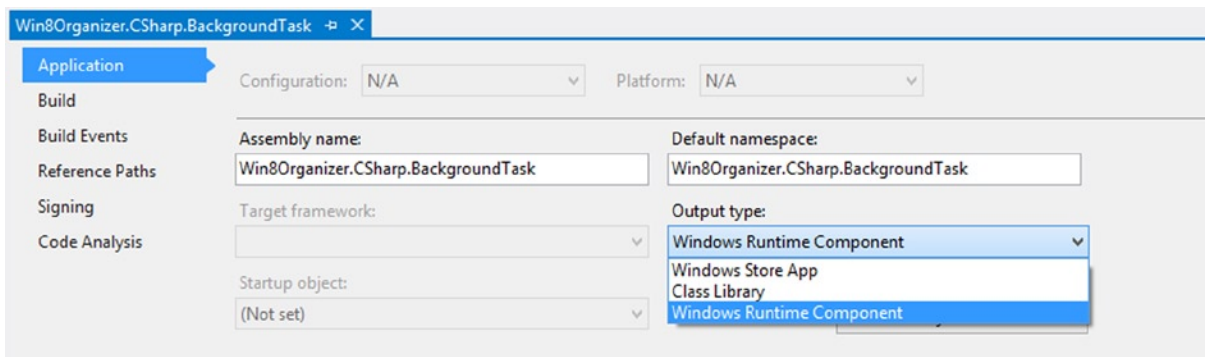 Win8Organizer.CSharp.BackgroundTask
Application
Build
Build Events
Reference Paths
Signing
Code Analysis
Configuration: N/A Platform: N/A
Assembly name: Default namespace:
Win8Organizer.CSharp.BackgroundTask Win8Organizer.CSharp.BackgroundTask
Target framework: Output type:
Windows Runtime Component
Windows Store App
Class Library
Windows Runtime Component
Startup object:
(Not set)